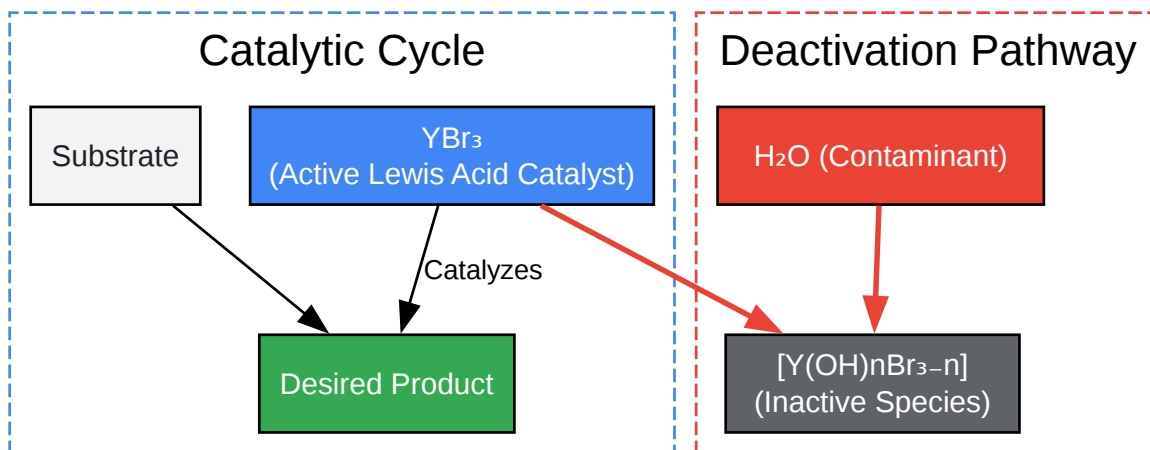 Catalytic Cycle
Deactivation Pathway
Substrate
YBr₃
(Active Lewis Acid Catalyst)
H₂O (Contaminant)
Catalyzes
Desired Product
[Y(OH)nBr₃₋n]
(Inactive Species)